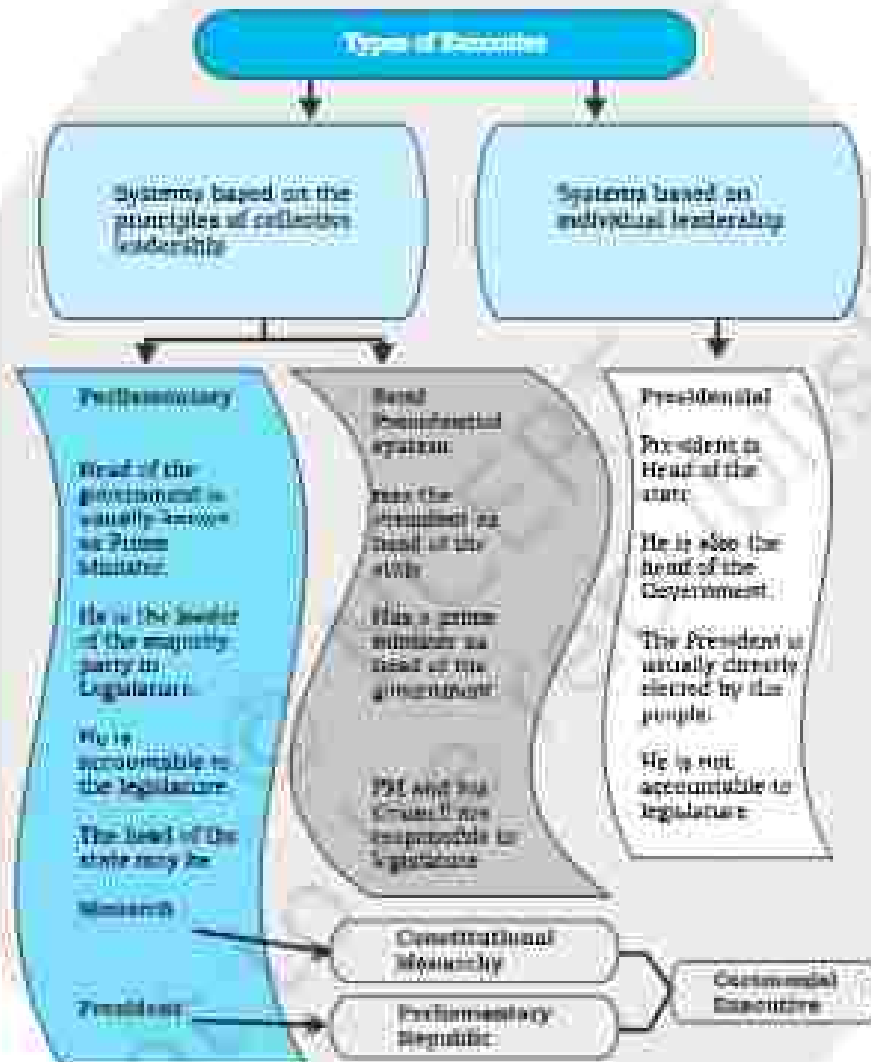 Types of Executive
Systems based on the
principles of collective
leadership
Systems based on
individual leadership
Parliamentary
Head of the
government is
usually known
as Prime
Minister.
He is the leader
of the majority
party in
Legislature.
He is
accountable to
the legislature
The head of the
state may be
Monarch
President
Semi
Presidential
system
Has the
President as
head of the
state
Has a prime
minister as
head of the
government
PM and his
Council are
responsible to
legislature
Presidential
President is
Head of the
state
He is also the
head of the
Government.
The President is
usually directly
elected by the
people.
He is not
accountable to
legislature
Constitutional
Monarchy
Parliamentary
Republic
Ceremonial
Executive